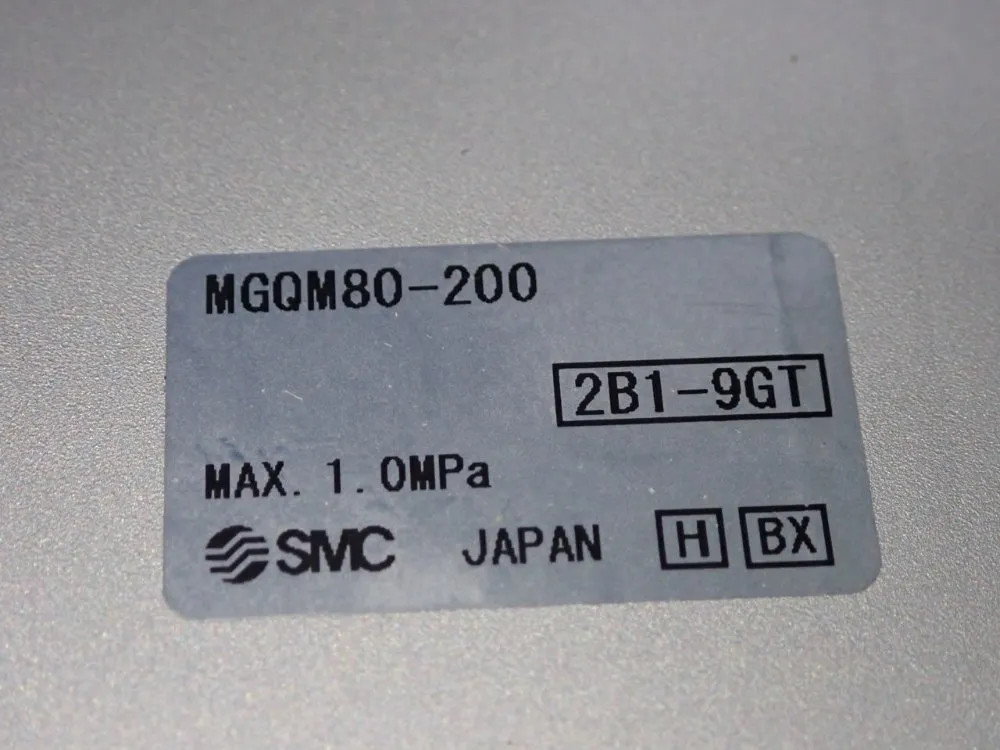 MGQM80-200
2B1-9GT
MAX. 1.0MPa
SMC JAPAN H BX